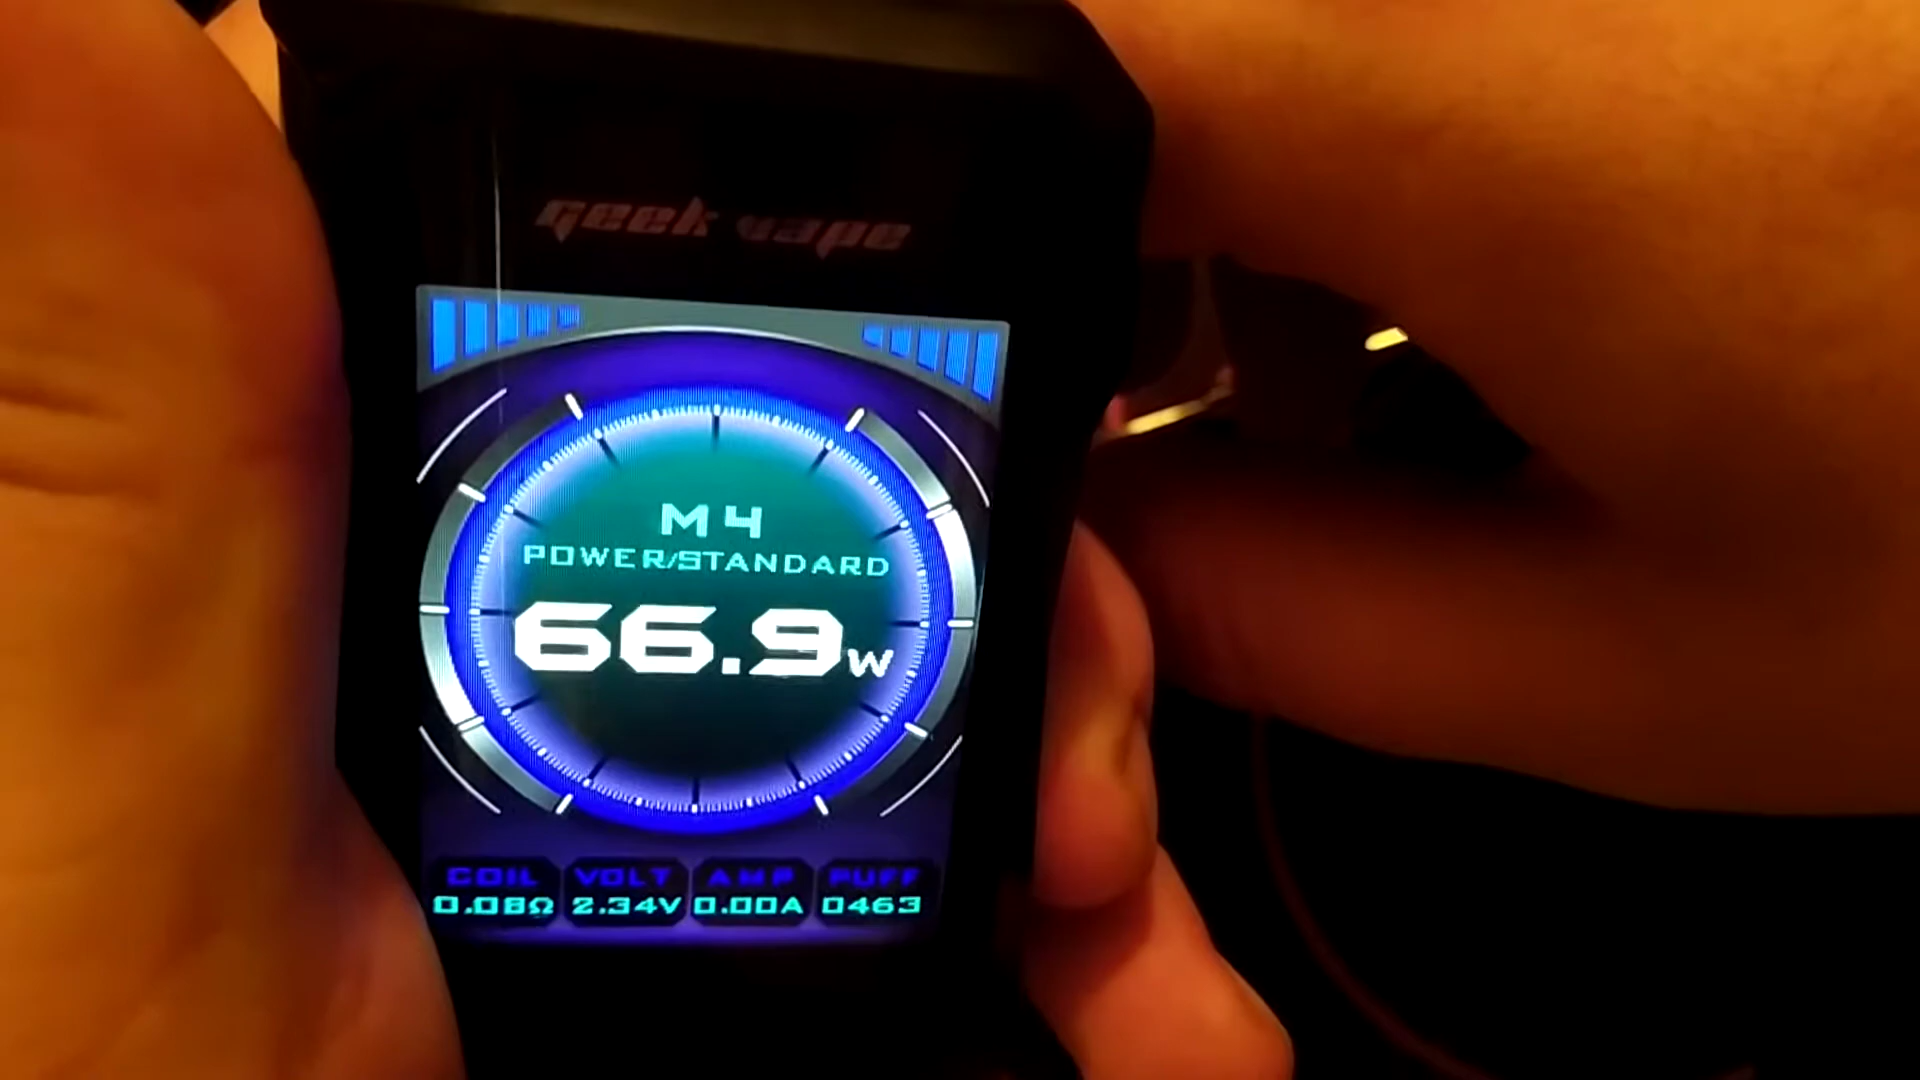 geek vape
M4
POWER/STANDARD
66.9W
COIL VOLT AMP PUFF
0.08Ω 2.34V 0.00A 0463